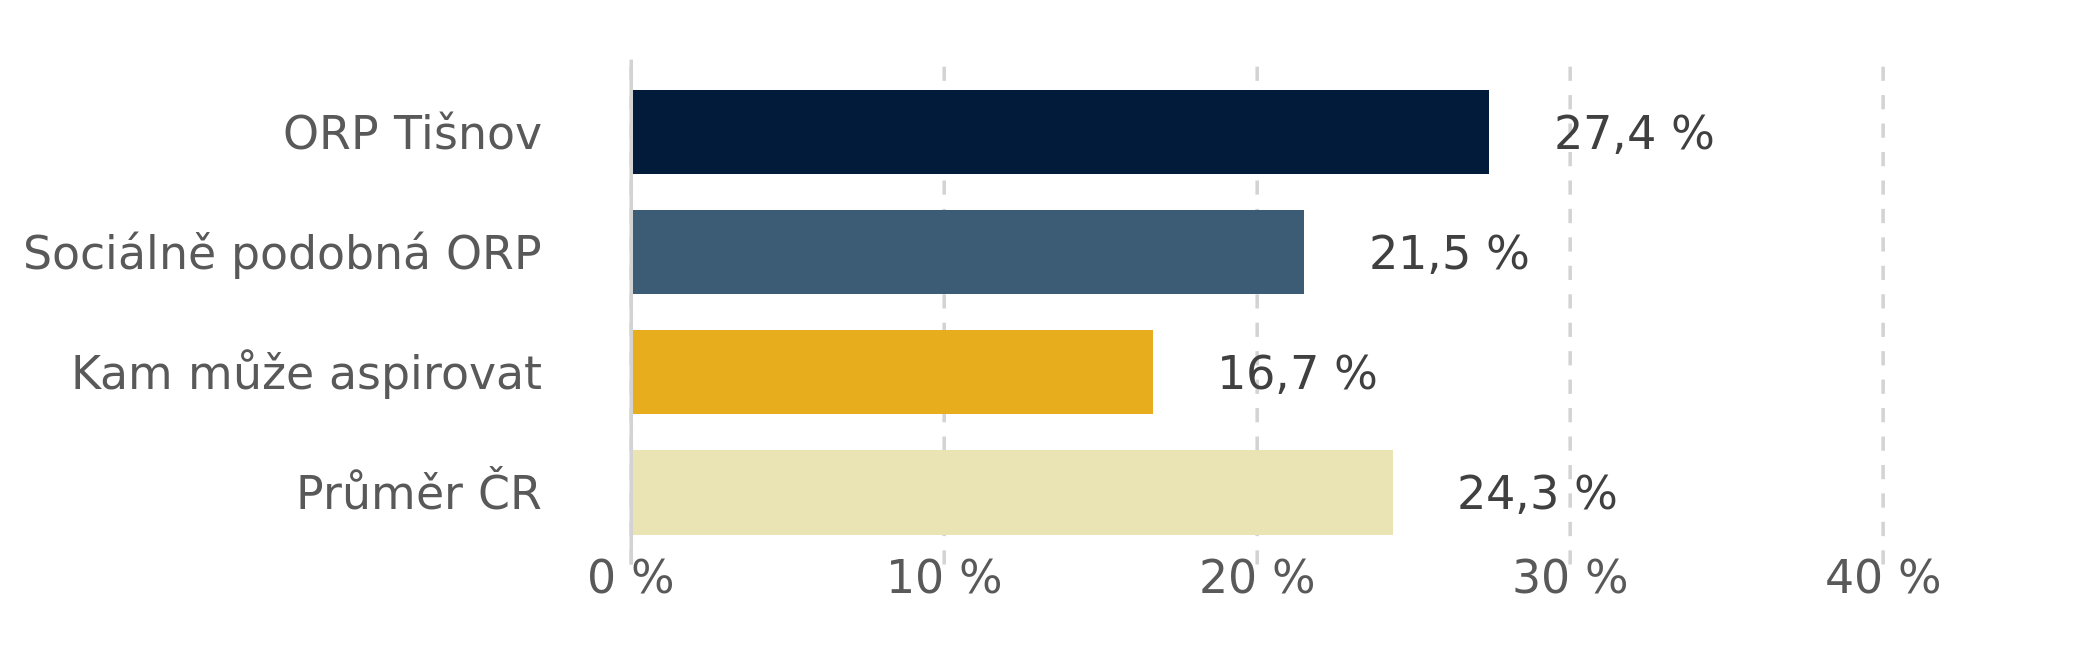 ORP Tišnov
27,4 %
Sociálně podobná ORP
21,5 %
Kam může aspirovat
16,7 %
Průměr ČR
24,3 %
0 %
10 %
20 %
30 %
40 %